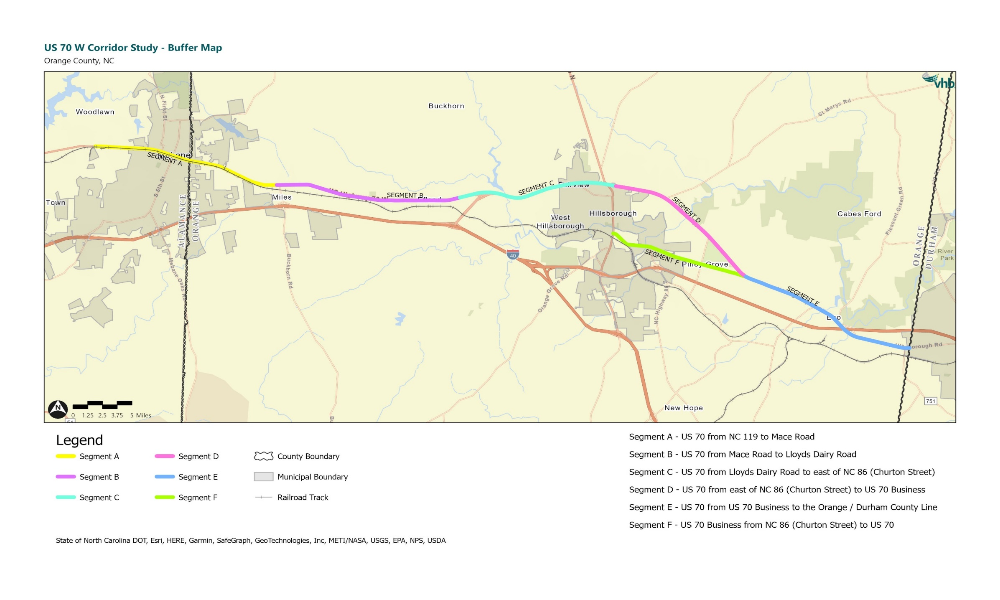 US 70 W Corridor Study - Buffer Map
Orange County, NC
vhb
Woodlawn
N First St
Buckhorn
St Marys Rd
SEGMENT A
S 5th St
Miles
SEGMENT B
SEGMENT C
Town
ALAMANCE
ORANGE
West
Hillsborough
Hillsborough
SEGMENT D
Cabes Ford
Pleasant Green Rd
ORANGE
DURHAM
River
Park
40
SEGMENT F
Grove
Mebane Oaks Rd
Buckhorn Rd
Orange Grove Rd
NC Highway 86 S
SEGMENT E
orough Rd
751
New Hope
N
0 1.25 2.5 3.75 5 Miles
54
Legend
Segment A
Segment D
County Boundary
Segment B
Segment E
Municipal Boundary
Segment C
Segment F
Railroad Track
Segment A - US 70 from NC 119 to Mace Road
Segment B - US 70 from Mace Road to Lloyds Dairy Road
Segment C - US 70 from Lloyds Dairy Road to east of NC 86 (Churton Street)
Segment D - US 70 from east of NC 86 (Churton Street) to US 70 Business
Segment E - US 70 from US 70 Business to the Orange / Durham County Line
Segment F - US 70 Business from NC 86 (Churton Street) to US 70
State of North Carolina DOT, Esri, HERE, Garmin, SafeGraph, GeoTechnologies, Inc, METI/NASA, USGS, EPA, NPS, USDA